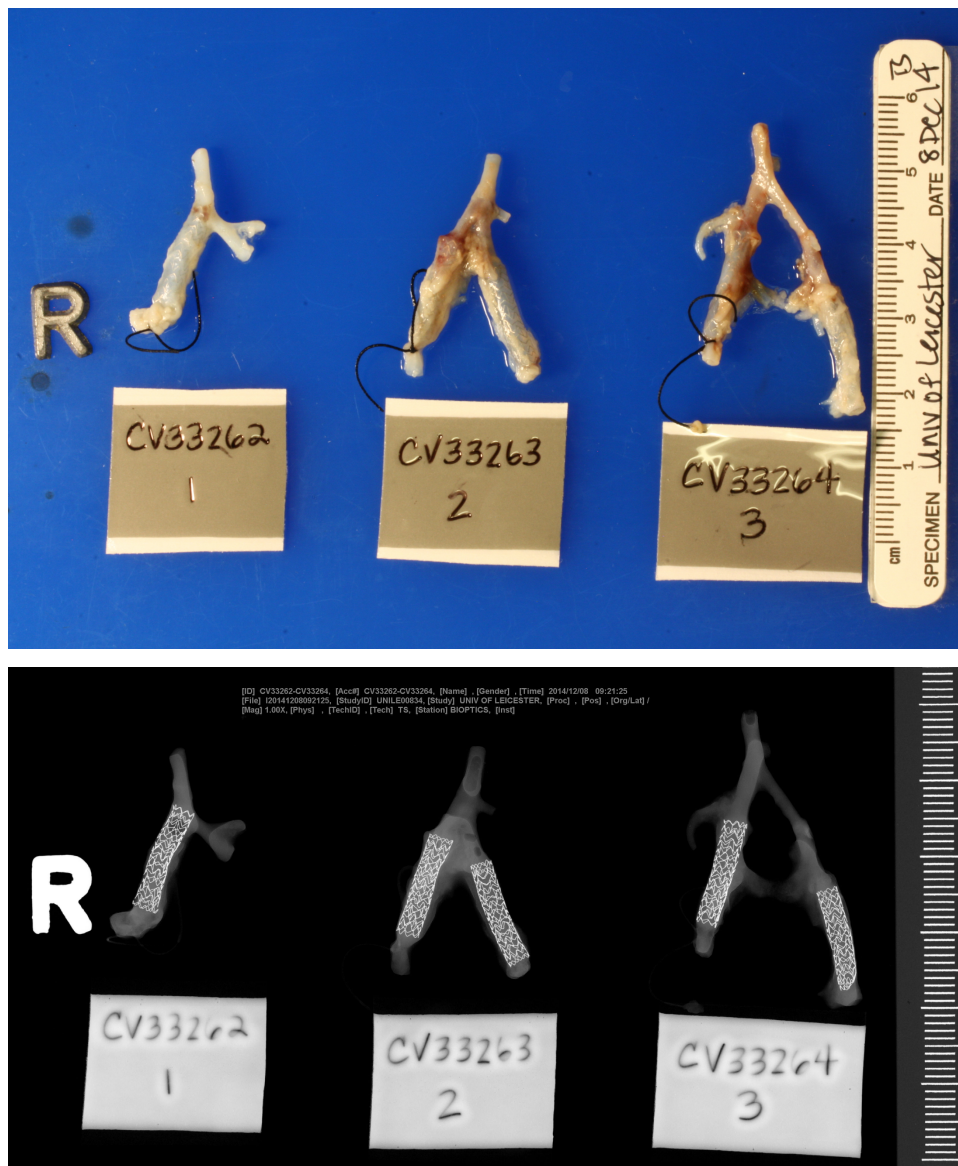 R
CV33262
1
CV33263
2
CV33264
3
cm 1 2 3 4 5 6
SPECIMEN Univ of Leicester DATE 8 Dec 14
B
[ID] CV33262-CV33264, [Acc#] CV33262-CV33264, [Name] , [Gender] , [Time] 2014/12/08 09:21:25
[File] I20141208092125, [StudyID] UNILE00834, [Study] UNIV OF LEICESTER, [Proc] , [Pos] , [Org/Lat] /
[Mag] 1.00X, [Phys] , [TechID] , [Tech] TS, [Station] BIOPTICS, [Inst]
R
CV33262
1
CV33263
2
CV33264
3